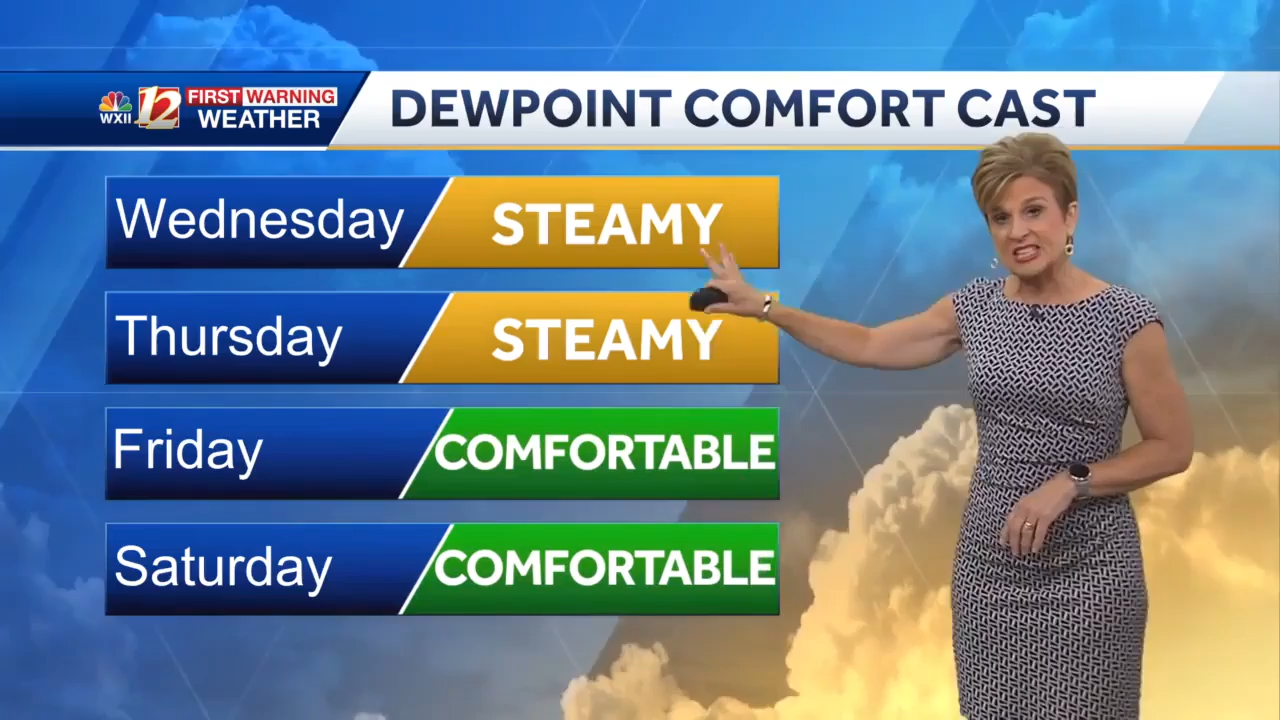 WXII 12 FIRST WARNING
WEATHER
DEWPOINT COMFORT CAST
Wednesday STEAMY
Thursday STEAMY
Friday COMFORTABLE
Saturday COMFORTABLE